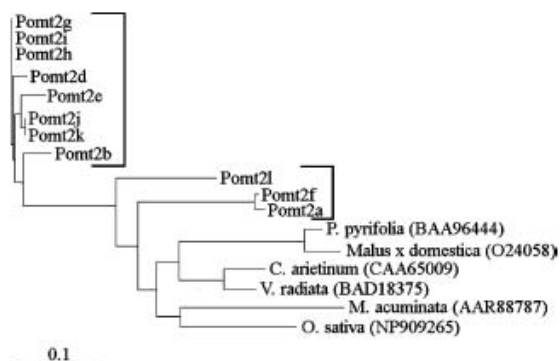 Pomt2g
Pomt2i
Pomt2h
Pomt2d
Pomt2e
Pomt2j
Pomt2k
Pomt2b
Pomt2l
Pomt2f
Pomt2a
P. pyrifolia (BAA96444)
Malus x domestica (O24058)
C. arietinum (CAA65009)
V. radiata (BAD18375)
M. acuminata (AAR88787)
O. sativa (NP909265)
0.1